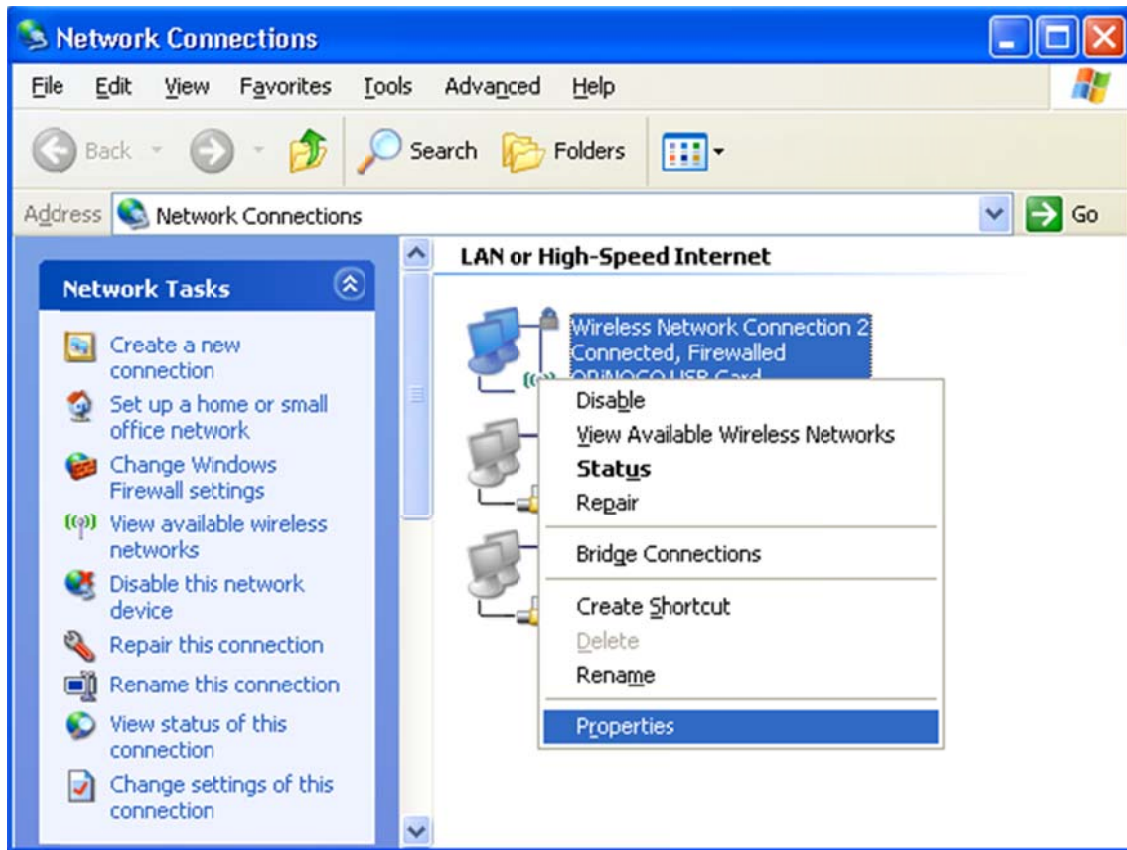 Network Connections
File Edit View Favorites Tools Advanced Help
Back Search Folders
Address Network Connections Go
Network Tasks
Create a new
connection
Set up a home or small
office network
Change Windows
Firewall settings
View available wireless
networks
Disable this network
device
Repair this connection
Rename this connection
View status of this
connection
Change settings of this
connection
LAN or High-Speed Internet
Wireless Network Connection 2
Connected, Firewalled
ORiNOCO USB Card
Disable
View Available Wireless Networks
Status
Repair
Bridge Connections
Create Shortcut
Delete
Rename
Properties